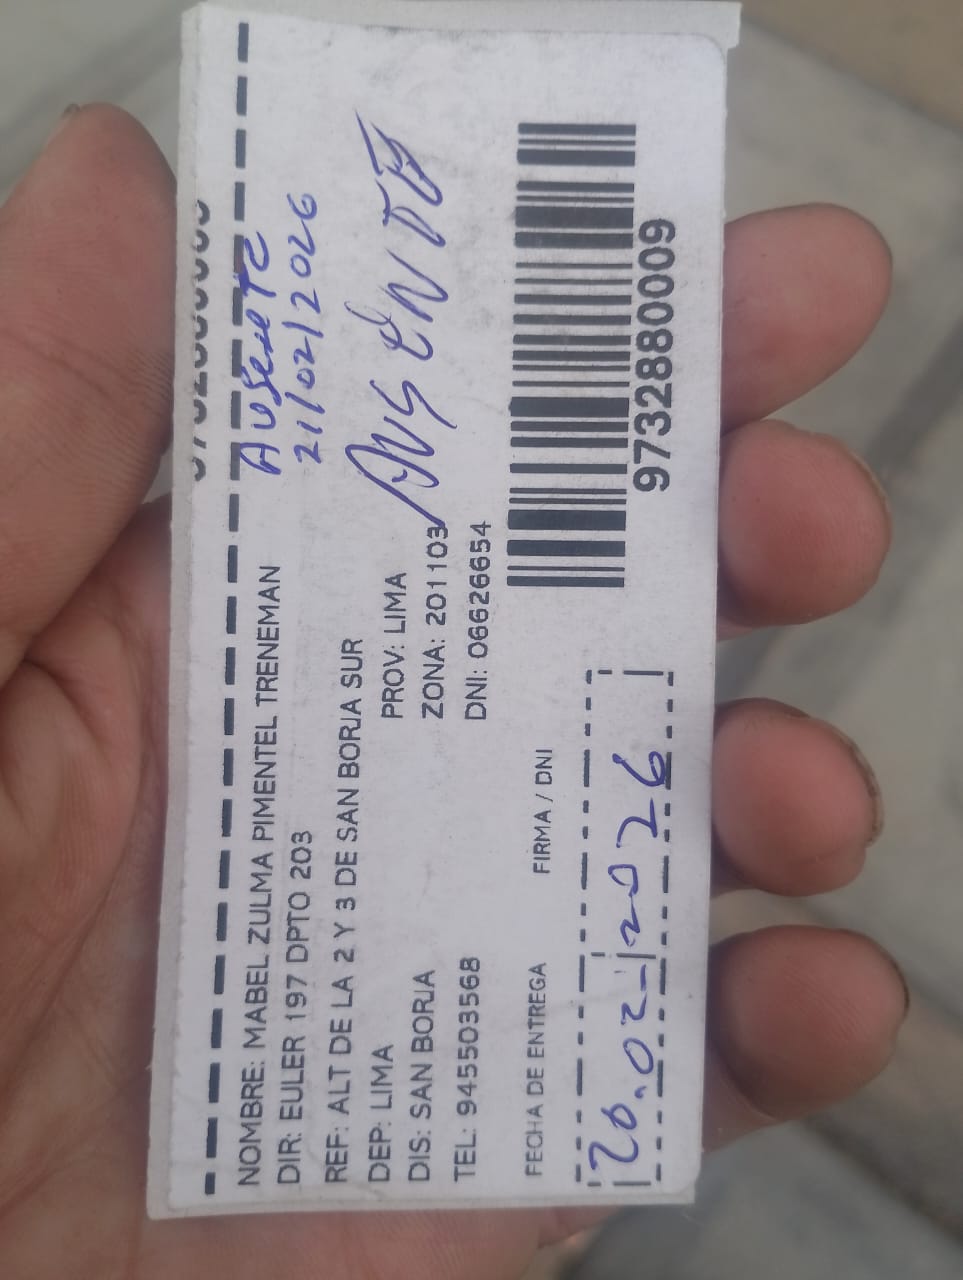 Ausente
21/02/2026
AUSENTE
NOMBRE: MABEL ZULMA PIMENTEL TRENEMAN
DIR: EULER 197 DPTO 203
REF: ALT DE LA 2 Y 3 DE SAN BORJA SUR
DEP: LIMA PROV: LIMA
DIS: SAN BORJA ZONA: 201103
TEL: 945503568 DNI: 06626654
9732880009
FECHA DE ENTREGA FIRMA / DNI
20.02-2026